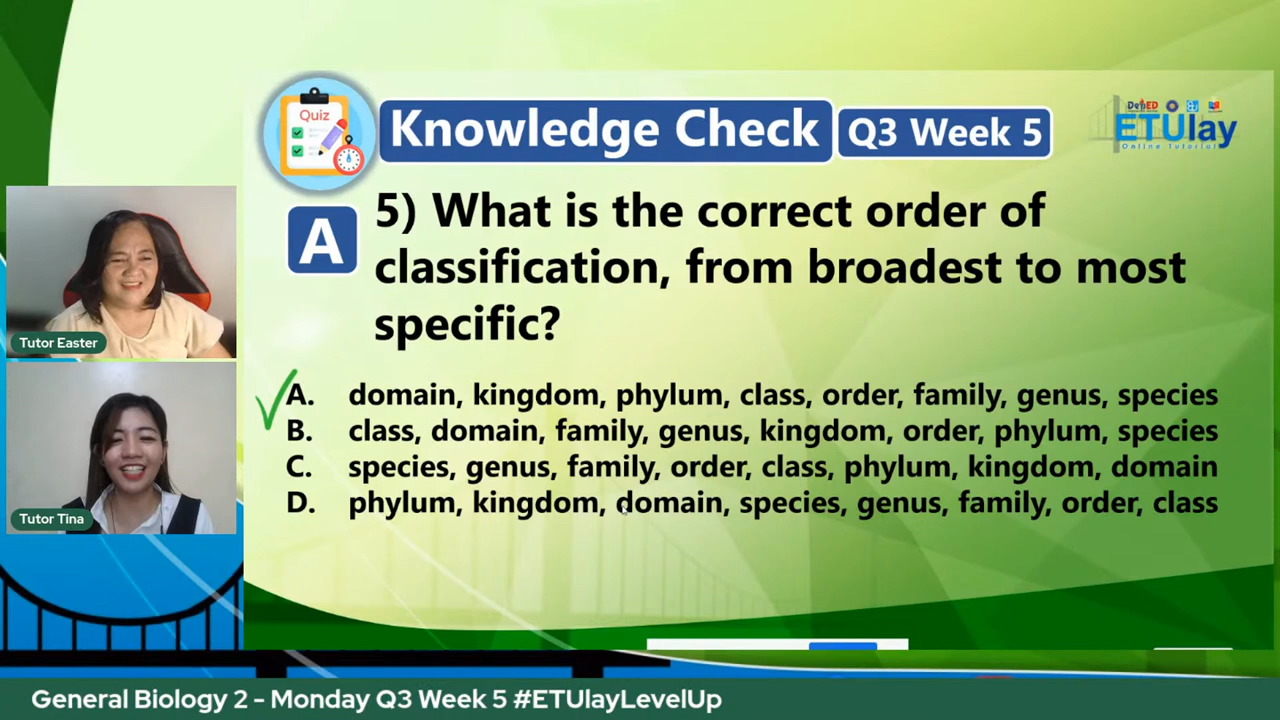 Quiz
Knowledge Check
Q3 Week 5
DepED
ETUlay
Online Tutorial
A
5) What is the correct order of
classification, from broadest to most
specific?
A. domain, kingdom, phylum, class, order, family, genus, species
B. class, domain, family, genus, kingdom, order, phylum, species
C. species, genus, family, order, class, phylum, kingdom, domain
D. phylum, kingdom, domain, species, genus, family, order, class
Tutor Easter
Tutor Tina
General Biology 2 - Monday Q3 Week 5 #ETUlayLevelUp